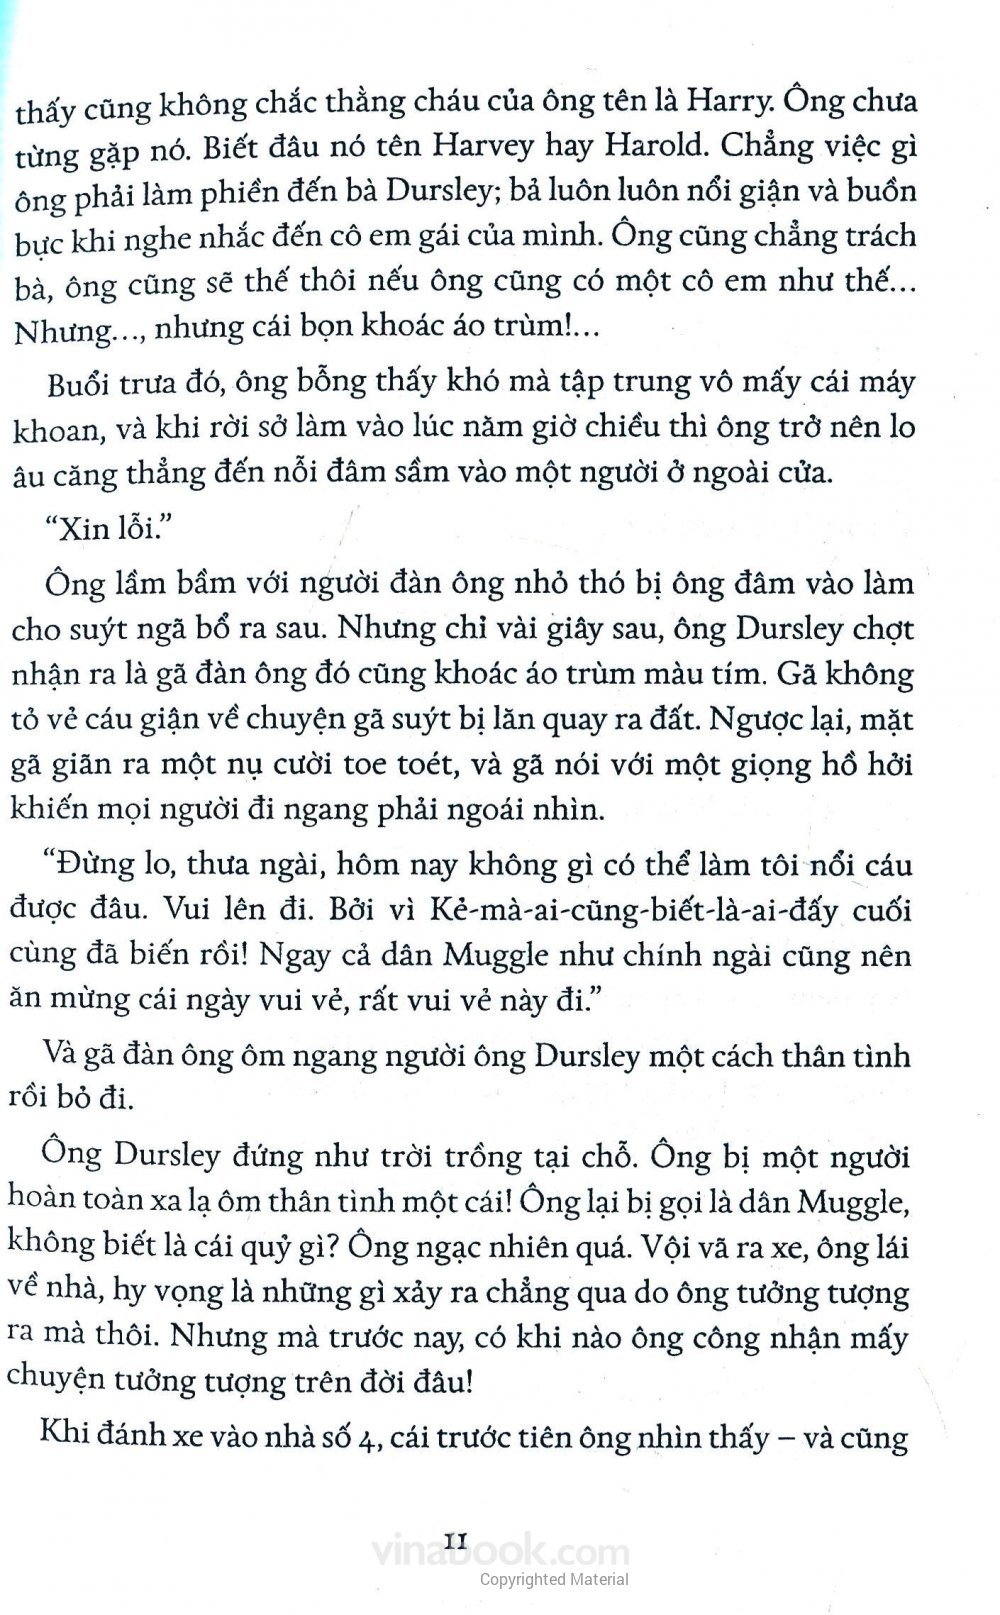 thấy cũng không chắc thằng cháu của ông tên là Harry. Ông chưa
từng gặp nó. Biết đâu nó tên Harvey hay Harold. Chẳng việc gì
ông phải làm phiền đến bà Dursley; bả luôn luôn nổi giận và buồn
bực khi nghe nhắc đến cô em gái của mình. Ông cũng chẳng trách
bà, ông cũng sẽ thế thôi nếu ông cũng có một cô em như thế...
Nhưng..., nhưng cái bọn khoác áo trùm!...
Buổi trưa đó, ông bỗng thấy khó mà tập trung vô mấy cái máy
khoan, và khi rời sở làm vào lúc năm giờ chiều thì ông trở nên lo
âu căng thẳng đến nỗi đâm sầm vào một người ở ngoài cửa.
“Xin lỗi.”
Ông lầm bầm với người đàn ông nhỏ thó bị ông đâm vào làm
cho suýt ngã bổ ra sau. Nhưng chỉ vài giây sau, ông Dursley chợt
nhận ra là gã đàn ông đó cũng khoác áo trùm màu tím. Gã không
tỏ vẻ cáu giận về chuyện gã suýt bị lăn quay ra đất. Ngược lại, mặt
gã giãn ra một nụ cười toe toét, và gã nói với một giọng hồ hởi
khiến mọi người đi ngang phải ngoái nhìn.
“Đừng lo, thưa ngài, hôm nay không gì có thể làm tôi nổi cáu
được đâu. Vui lên đi. Bởi vì Kẻ-mà-ai-cũng-biết-là-ai-đấy cuối
cùng đã biến rồi! Ngay cả dân Muggle như chính ngài cũng nên
ăn mừng cái ngày vui vẻ, rất vui vẻ này đi.”
Và gã đàn ông ôm ngang người ông Dursley một cách thân tình
rồi bỏ đi.
Ông Dursley đứng như trời trồng tại chỗ. Ông bị một người
hoàn toàn xa lạ ôm thân tình một cái! Ông lại bị gọi là dân Muggle,
không biết là cái quỷ gì? Ông ngạc nhiên quá. Vội vã ra xe, ông lái
về nhà, hy vọng là những gì xảy ra chẳng qua do ông tưởng tượng
ra mà thôi. Nhưng mà trước nay, có khi nào ông công nhận mấy
chuyện tưởng tượng trên đời đâu!
Khi đánh xe vào nhà số 4, cái trước tiên ông nhìn thấy – và cũng
11
vinabook.com
Copyrighted Material